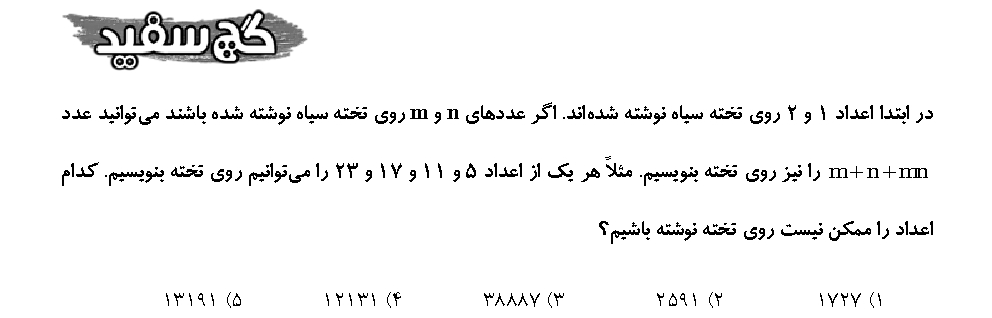 گچ سفید
در ابتدا اعداد ۱ و ۲ روی تخته سیاه نوشته شده‌اند. اگر عددهای n و m روی تخته سیاه نوشته شده باشند می‌توانید عدد
m+n+mn را نیز روی تخته بنویسیم. مثلاً هر یک از اعداد ۵ و ۱۱ و ۱۷ و ۲۳ را می‌توانیم روی تخته بنویسیم. کدام
اعداد را ممکن نیست روی تخته نوشته باشیم؟
۱) ۱۷۲۷ ۲) ۲۵۹۱ ۳) ۳۸۸۸۷ ۴) ۱۲۱۳۱ ۵) ۱۳۱۹۱